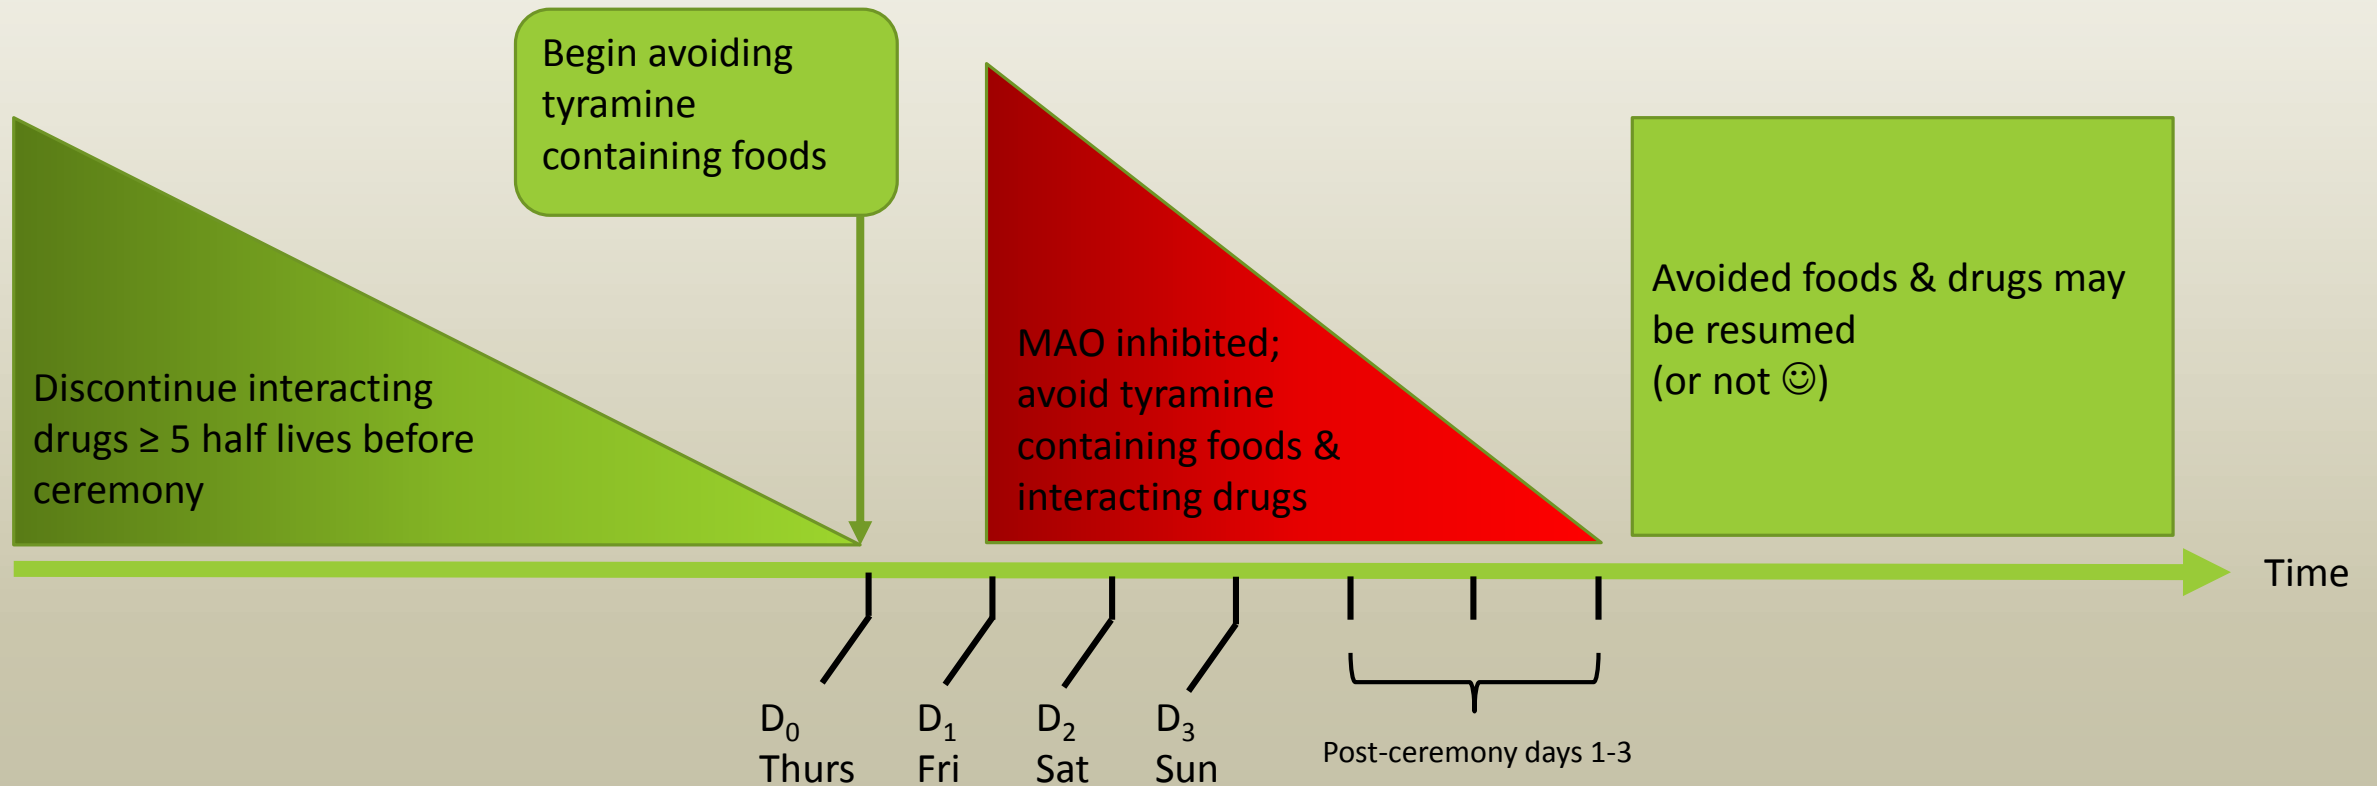 Begin avoiding
tyramine
containing foods
Discontinue interacting
drugs ≥ 5 half lives before
ceremony
MAO inhibited;
avoid tyramine
containing foods &
interacting drugs
Avoided foods & drugs may
be resumed
(or not ☺)
Time
D₀
Thurs
D₁
Fri
D₂
Sat
D₃
Sun
Post-ceremony days 1-3